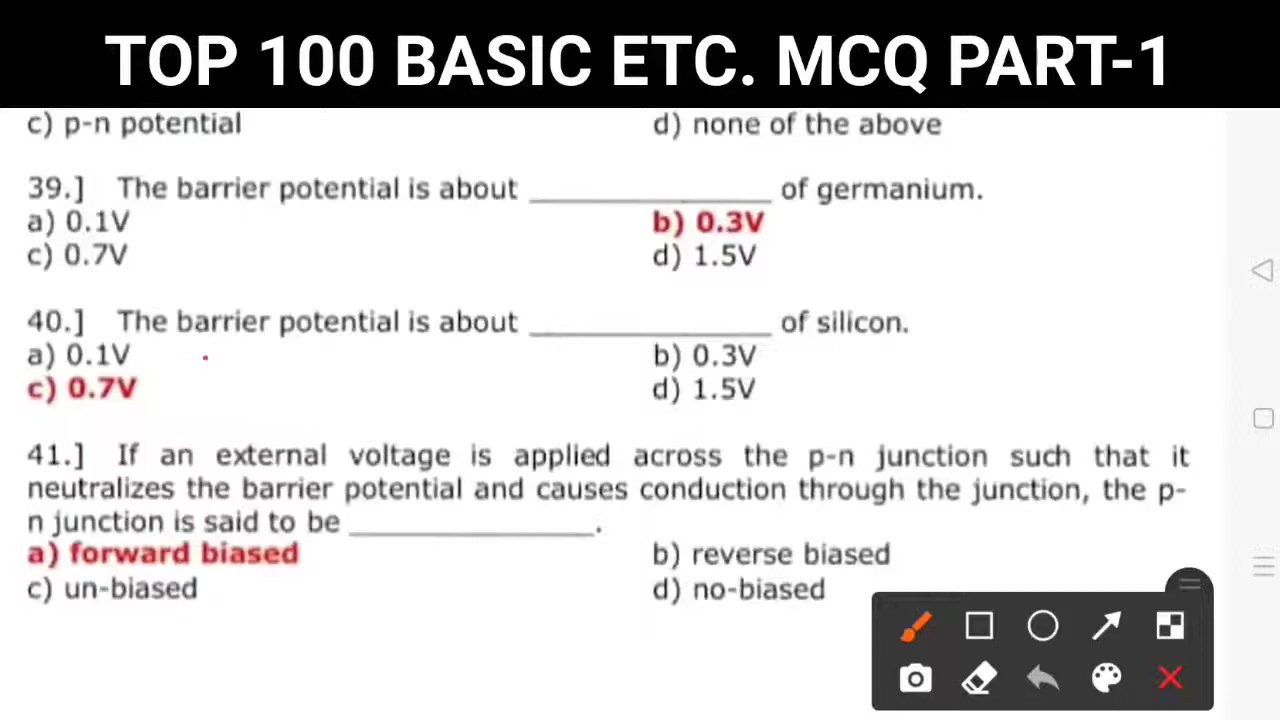 TOP 100 BASIC ETC. MCQ PART-1
c) p-n potential d) none of the above
39.] The barrier potential is about ______________ of germanium.
a) 0.1V b) 0.3V
c) 0.7V d) 1.5V
40.] The barrier potential is about ______________ of silicon.
a) 0.1V b) 0.3V
c) 0.7V d) 1.5V
41.] If an external voltage is applied across the p-n junction such that it
neutralizes the barrier potential and causes conduction through the junction, the p-
n junction is said to be ______________.
a) forward biased b) reverse biased
c) un-biased d) no-biased